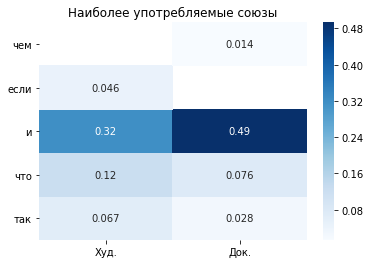 Наиболее употребляемые союзы
чем 0.014
если 0.046
и 0.32 0.49
что 0.12 0.076
так 0.067 0.028
Худ. Док.
0.48
0.40
0.32
0.24
0.16
0.08